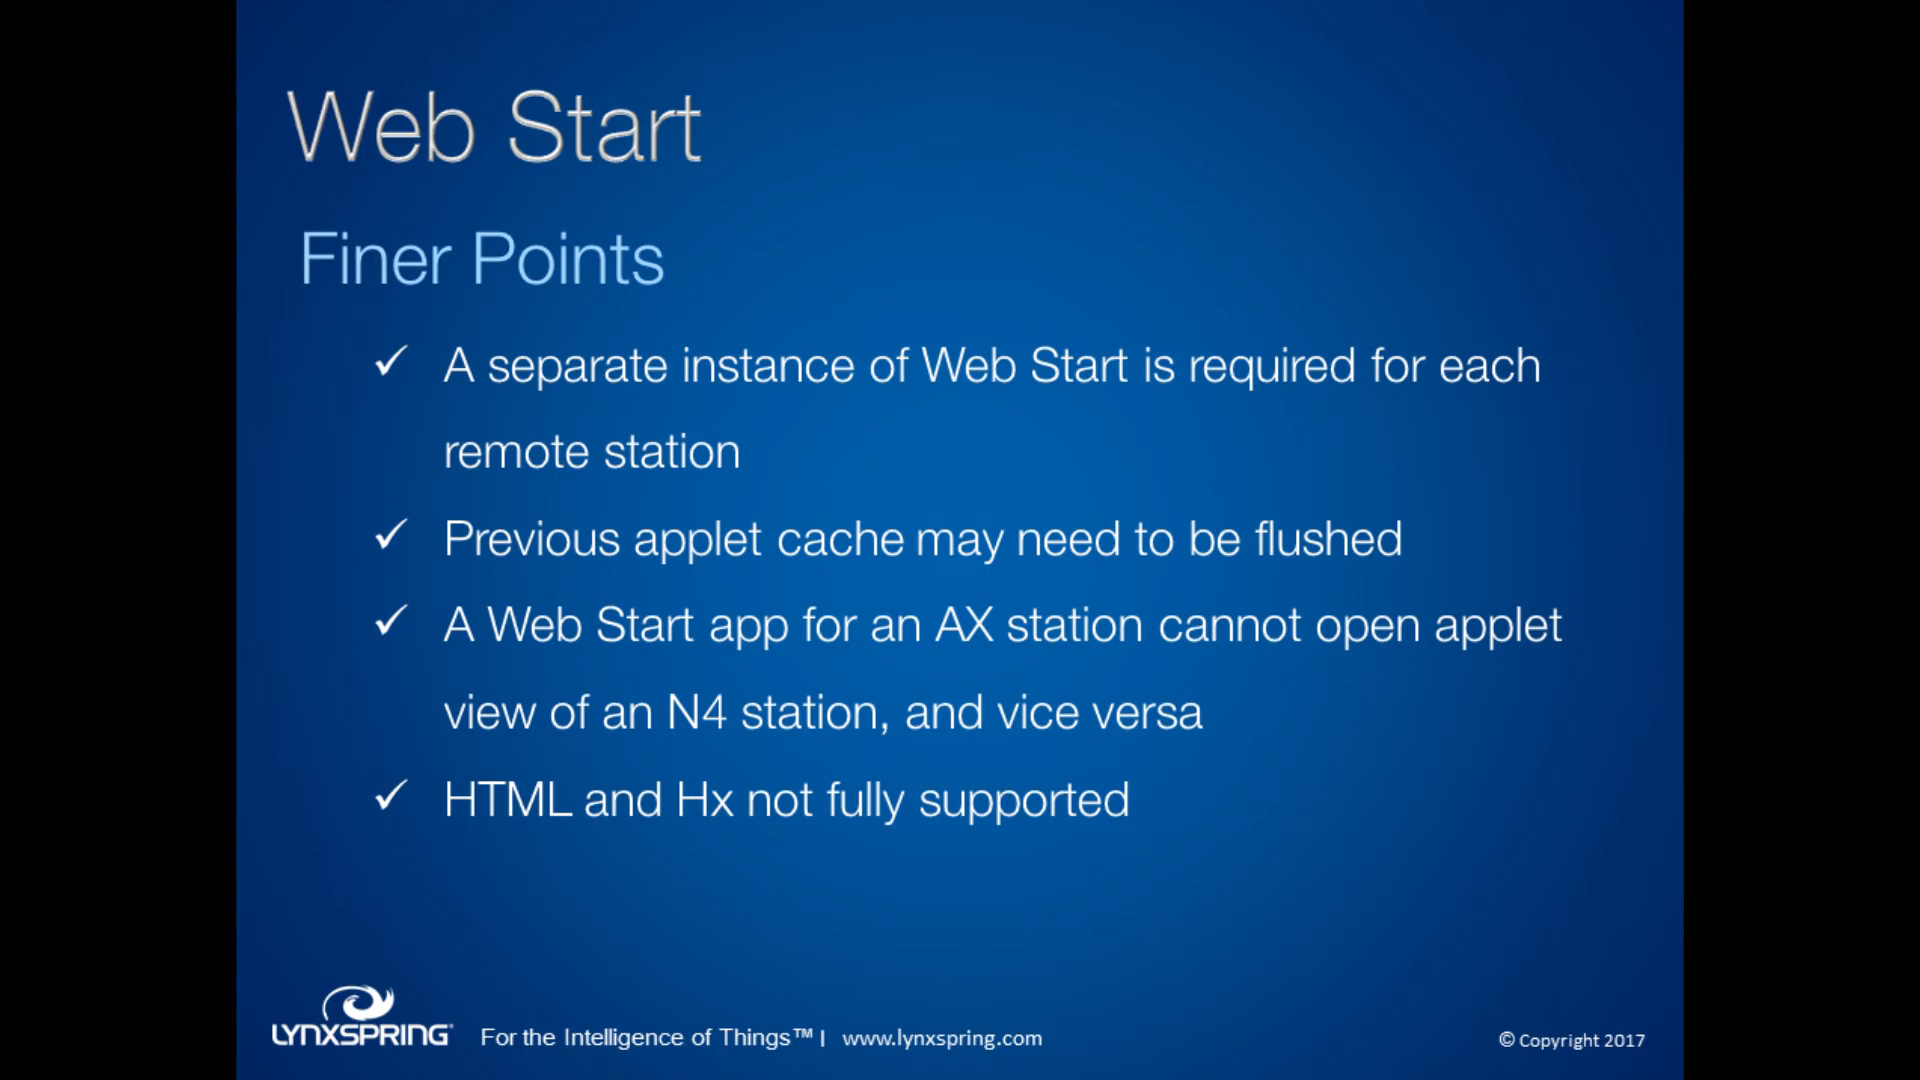 Web Start
Finer Points
✓ A separate instance of Web Start is required for each
remote station
✓ Previous applet cache may need to be flushed
✓ A Web Start app for an AX station cannot open applet
view of an N4 station, and vice versa
✓ HTML and Hx not fully supported
LYNXSPRING® For the Intelligence of Things™ | www.lynxspring.com © Copyright 2017